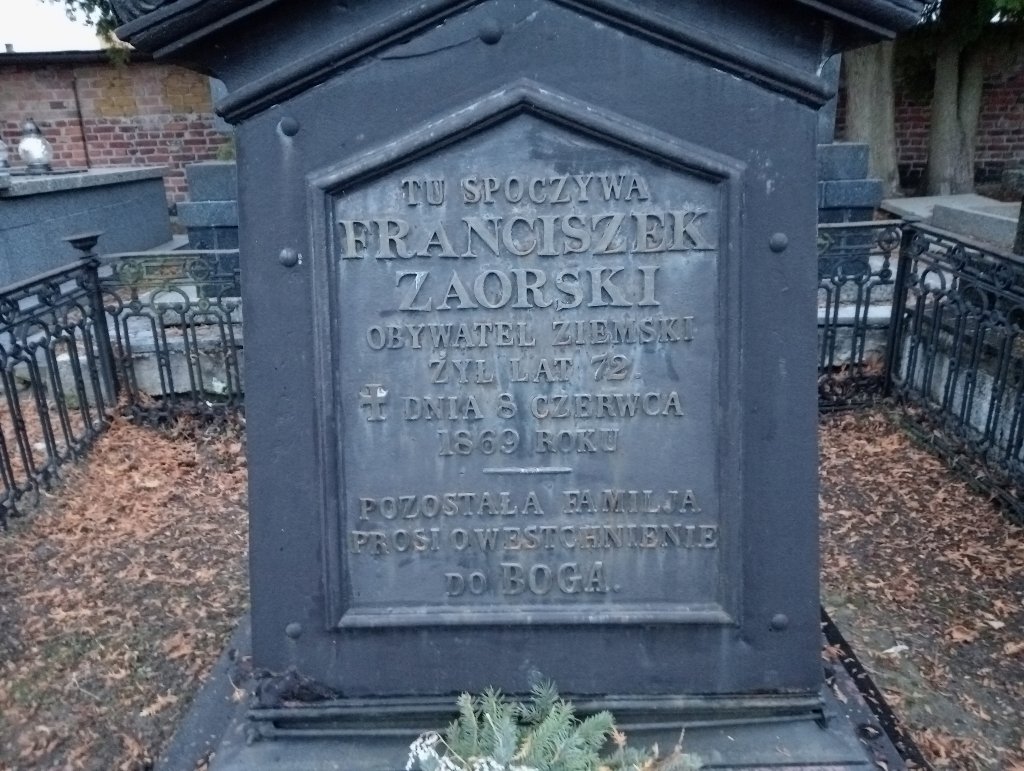 TU SPOCZYWA
FRANCISZEK
ZAORSKI
OBYWATEL ZIEMSKI
ŻYŁ LAT 72.
✝ DNIA 8 CZERWCA
1869 ROKU
POZOSTAŁA FAMILJA
PROSI O WESTCHNIENIE
DO BOGA.